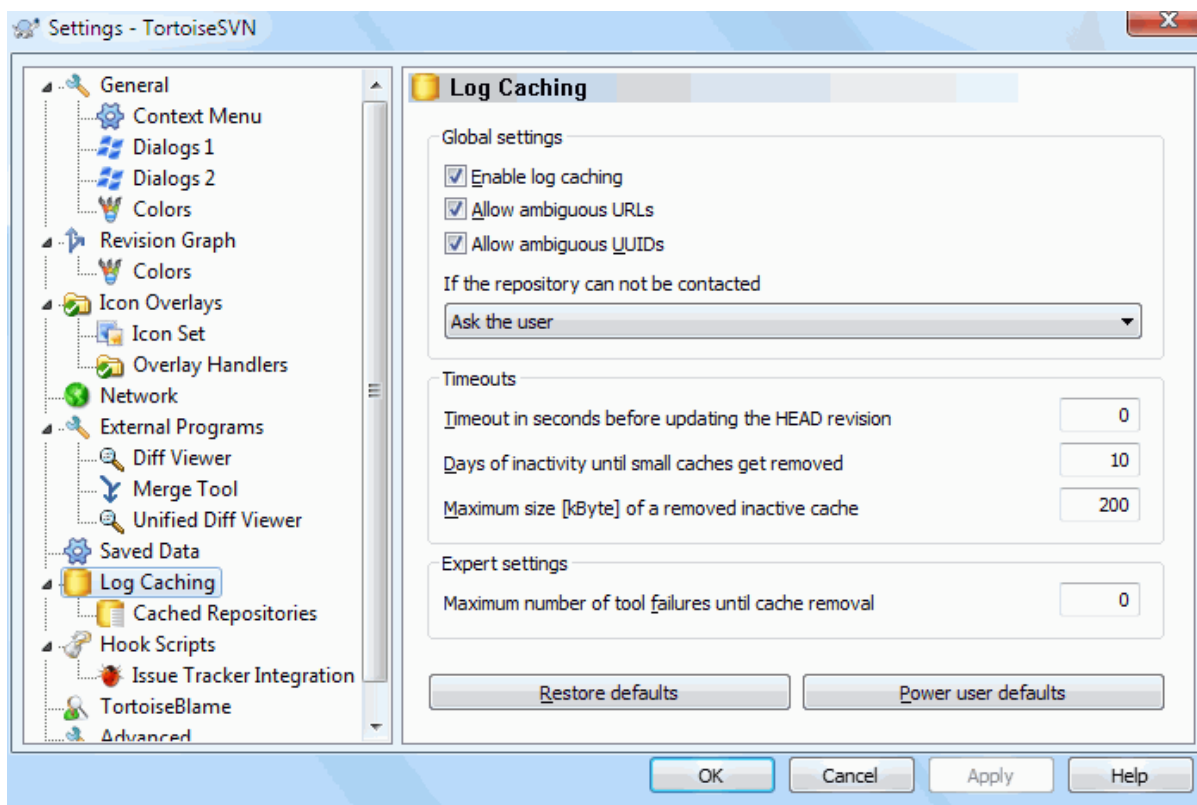 Settings - TortoiseSVN
General
Context Menu
Dialogs 1
Dialogs 2
Colors
Revision Graph
Colors
Icon Overlays
Icon Set
Overlay Handlers
Network
External Programs
Diff Viewer
Merge Tool
Unified Diff Viewer
Saved Data
Log Caching
Cached Repositories
Hook Scripts
Issue Tracker Integration
TortoiseBlame
Advanced
Log Caching
Global settings
Enable log caching
Allow ambiguous URLs
Allow ambiguous UUIDs
If the repository can not be contacted
Ask the user
Timeouts
Timeout in seconds before updating the HEAD revision 0
Days of inactivity until small caches get removed 10
Maximum size [kByte] of a removed inactive cache 200
Expert settings
Maximum number of tool failures until cache removal 0
Restore defaults Power user defaults
OK Cancel Apply Help